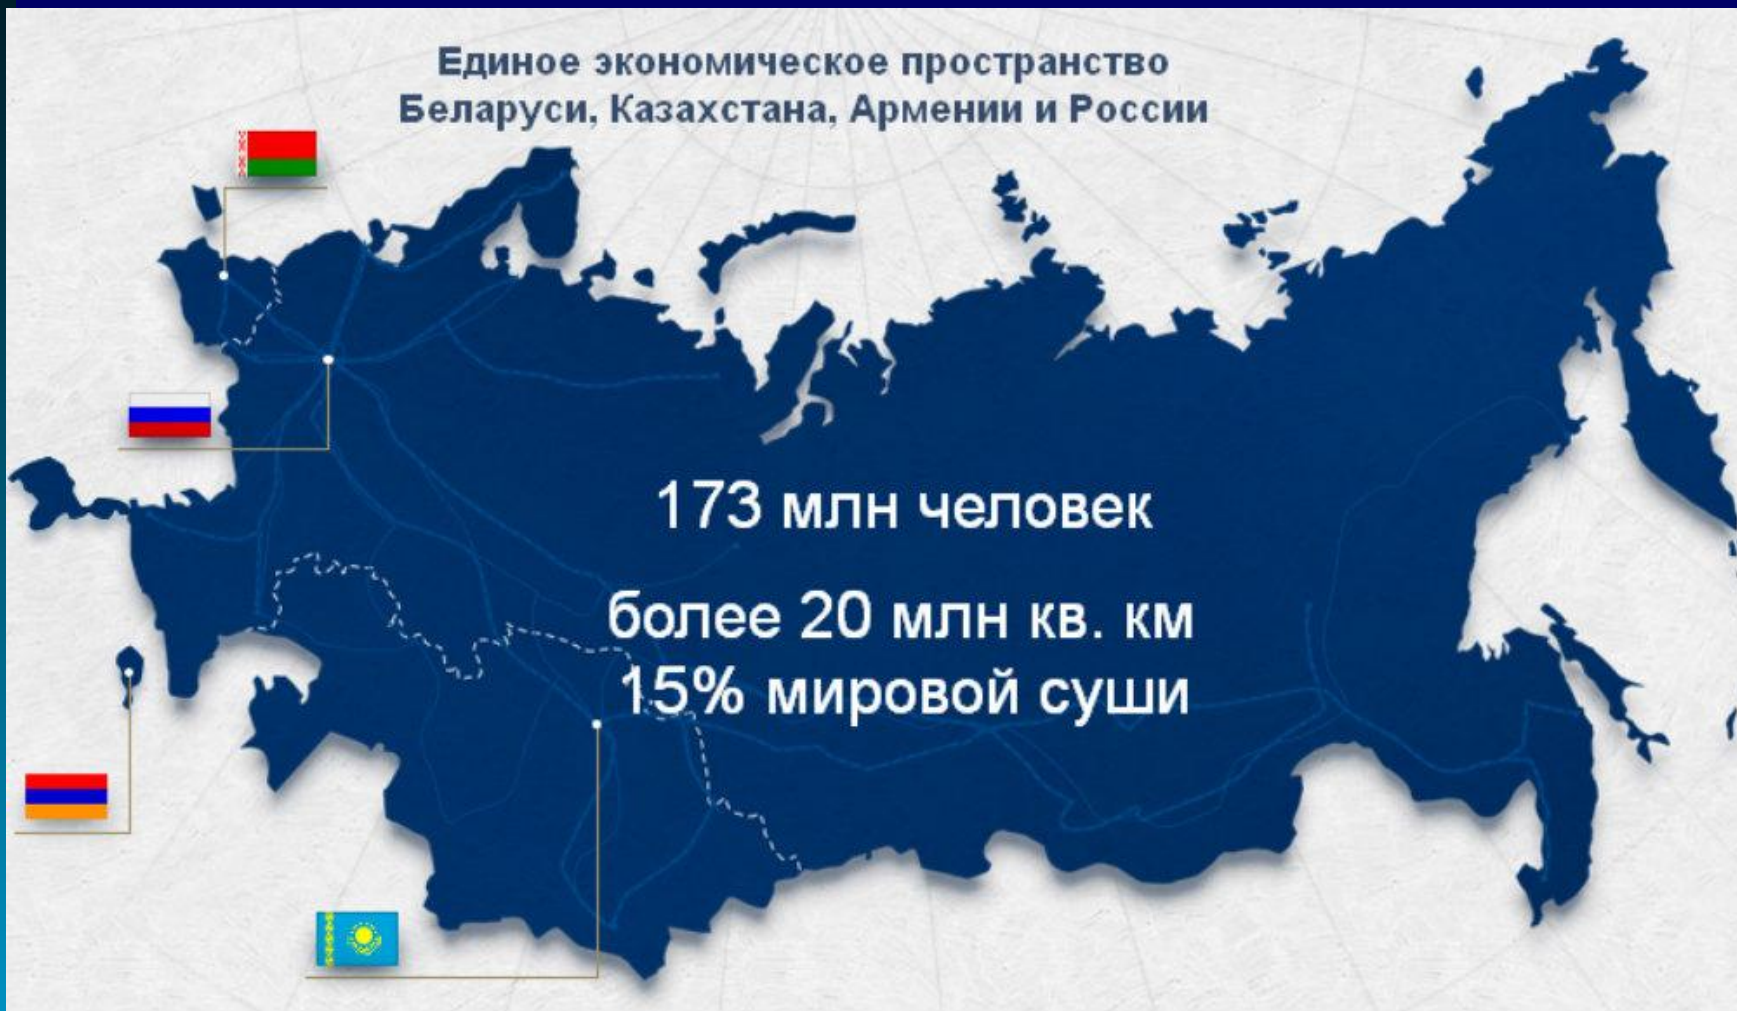 Единое экономическое пространство
Беларуси, Казахстана, Армении и России
173 млн человек
более 20 млн кв. км
15% мировой суши